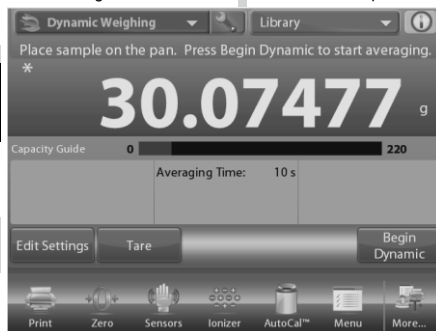 Dynamic Weighing Library
Place sample on the pan. Press Begin Dynamic to start averaging.
*
30.07477 g
Capacity Guide 0 220
Averaging Time: 10 s
Edit Settings Tare Begin Dynamic
Print Zero Sensors Ionizer AutoCal™ Menu More...